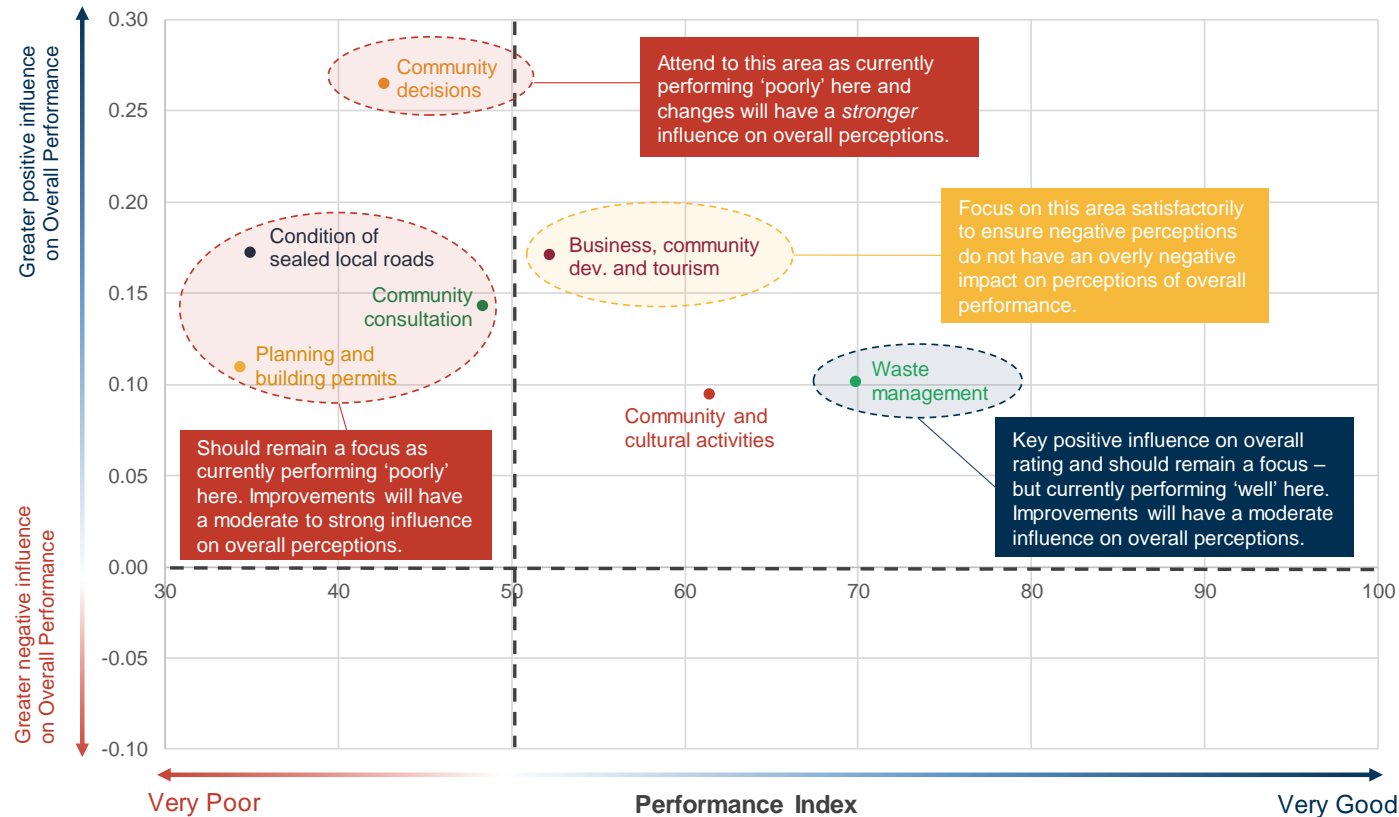 Greater positive influence
on Overall Performance
Greater negative influence
on Overall Performance
0.30
0.25
0.20
0.15
0.10
0.05
0.00
-0.05
-0.10
30
40
50
60
70
80
90
100
Community
decisions
Attend to this area as currently
performing ‘poorly’ here and
changes will have a stronger
influence on overall perceptions.
Condition of
sealed local roads
Community
consultation
Planning and
building permits
Business, community
dev. and tourism
Focus on this area satisfactorily
to ensure negative perceptions
do not have an overly negative
impact on perceptions of overall
performance.
Community and
cultural activities
Waste
management
Should remain a focus as
currently performing ‘poorly’
here. Improvements will have
a moderate to strong influence
on overall perceptions.
Key positive influence on overall
rating and should remain a focus –
but currently performing ‘well’ here.
Improvements will have a moderate
influence on overall perceptions.
Very Poor
Performance Index
Very Good